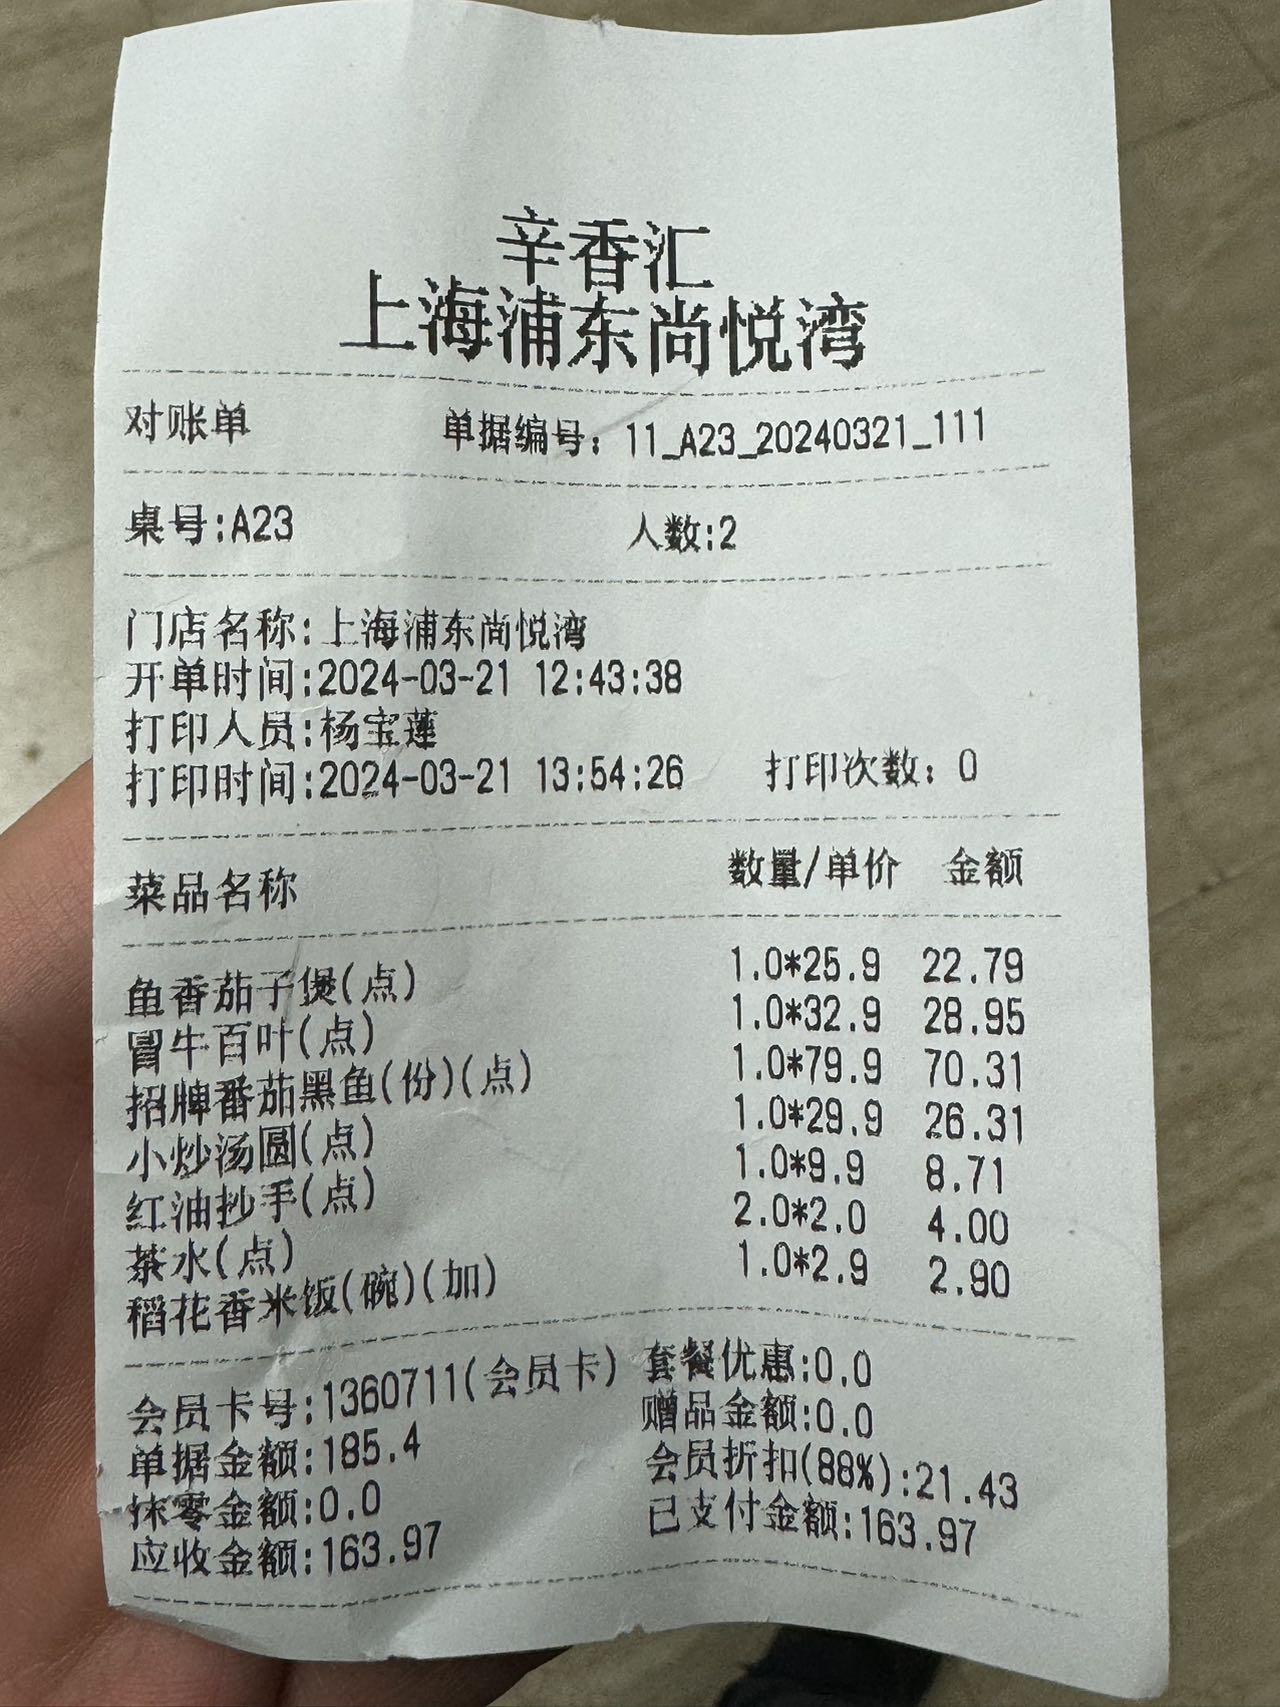 辛香汇
上海浦东尚悦湾
对账单 单据编号：11_A23_20240321_111
桌号:A23 人数:2
门店名称:上海浦东尚悦湾
开单时间:2024-03-21 12:43:38
打印人员:杨宝莲
打印时间:2024-03-21 13:54:26 打印次数：0
菜品名称 数量/单价 金额
鱼香茄子煲(点) 1.0*25.9 22.79
冒牛百叶(点) 1.0*32.9 28.95
招牌番茄黑鱼(份)(点) 1.0*79.9 70.31
小炒汤圆(点) 1.0*29.9 26.31
红油抄手(点) 1.0*9.9 8.71
茶水(点) 2.0*2.0 4.00
稻花香米饭(碗)(加) 1.0*2.9 2.90
会员卡号:1360711(会员卡) 套餐优惠:0.0
单据金额:185.4 赠品金额:0.0
抹零金额:0.0 会员折扣(88%):21.43
应收金额:163.97 已支付金额:163.97